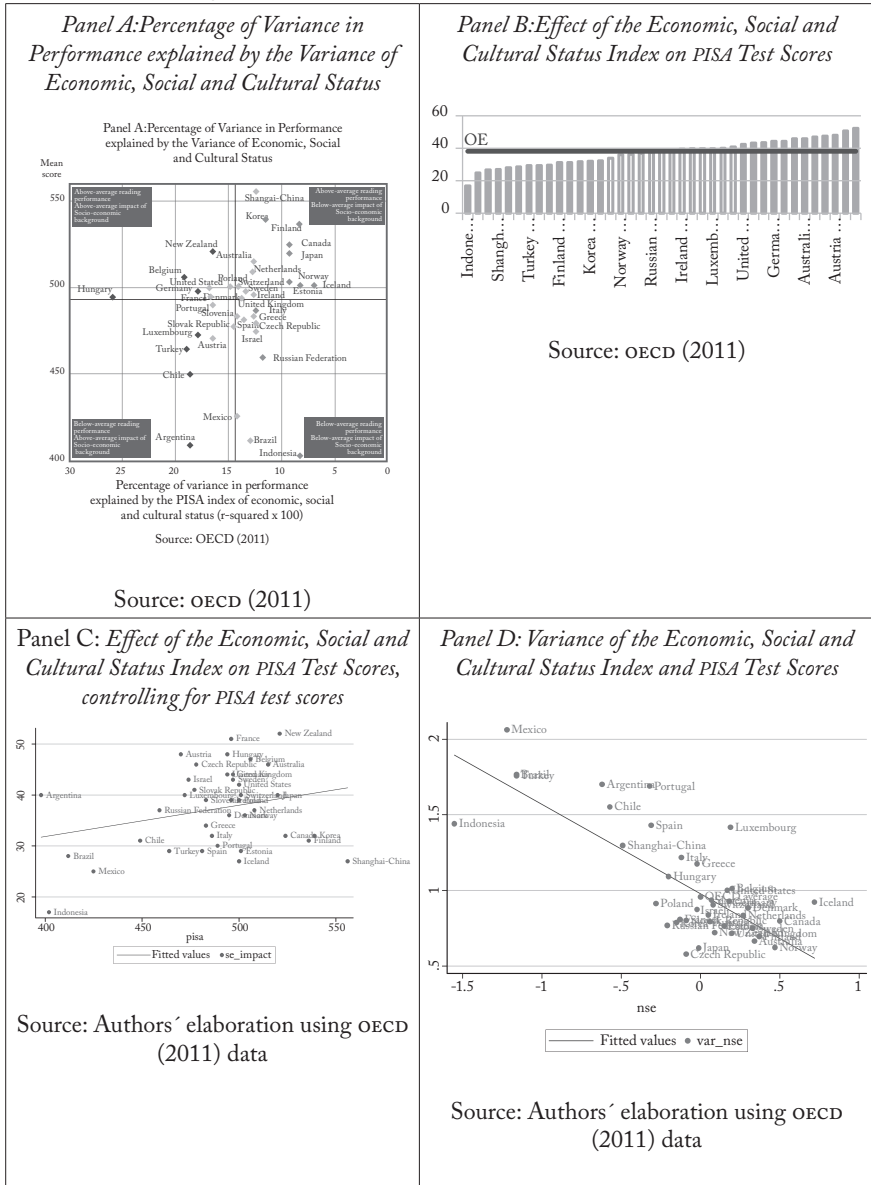 Panel A:Percentage of Variance in
Performance explained by the Variance of
Economic, Social and Cultural Status
Panel A:Percentage of Variance in Performance
explained by the Variance of Economic, Social
and Cultural Status
Mean
score
550
500
450
400
Above-average reading
performance
Above-average impact of
Socio-economic
background
Above-average reading
performance
Below-average impact of
Socio-economic
background
Shangai-China
Korea
Finland
New Zealand
Canada
Australia
Japan
Belgium
Netherlands
United Stated
Porland
Switzerland
Norway
Hungary
Germany
Sweden
Iceland
Estonia
France
Denmark
Ireland
United Kingdom
Portugal
Slovenia
Italy
Greece
Slovak Republic
Spain
Czech Republic
Luxembourg
Israel
Austria
Turkey
Russian Federation
Chile
Mexico
Argentina
Brazil
Indonesia
Below-average reading
performance
Above-average impact of
Socio-economic
background
Below-average reading
performance
Below-average impact of
Socio-economic
background
30 25 20 15 10 5 0
Percentage of variance in performance
explained by the PISA index of economic, social
and cultural status (r-squared x 100)
Source: OECD (2011)
Source: OECD (2011)
Panel B:Effect of the Economic, Social and
Cultural Status Index on PISA Test Scores
60
40
20
0
OE
Indone…
Shangh…
Turkey …
Finland …
Korea …
Norway …
Russian …
Ireland …
Luxemb…
United …
Germa…
Australi…
Austria …
Source: OECD (2011)
Panel C: Effect of the Economic, Social and
Cultural Status Index on PISA Test Scores,
controlling for PISA test scores
50
40
30
20
New Zealand
France
Austria
Hungary
Belgium
Czech Republic
Australia
Israel
United Kingdom
Sweden
United States
Slovak Republic
Argentina
Luxembourg
Switzerland
Japan
Slovenia
Russian Federation
Netherlands
Denmark
Norway
Greece
Italy
Canada
Korea
Chile
Portugal
Finland
Turkey
Spain
Estonia
Brazil
Iceland
Shanghai-China
Mexico
Indonesia
400 450 500 550
pisa
Fitted values se_impact
Source: Authors´ elaboration using OECD
(2011) data
Panel D: Variance of the Economic, Social and
Cultural Status Index and PISA Test Scores
2
1.5
1
.5
Mexico
Brazil
Turkey
Argentina
Portugal
Chile
Indonesia
Spain
Luxembourg
Shanghai-China
Italy
Greece
Hungary
Belgium
United States
OECD average
Poland
Iceland
Israel
Denmark
Ireland
Netherlands
Canada
Sweden
Australia
Japan
Norway
Czech Republic
-1.5 -1 -.5 0 .5 1
nse
Fitted values var_nse
Source: Authors´ elaboration using OECD
(2011) data